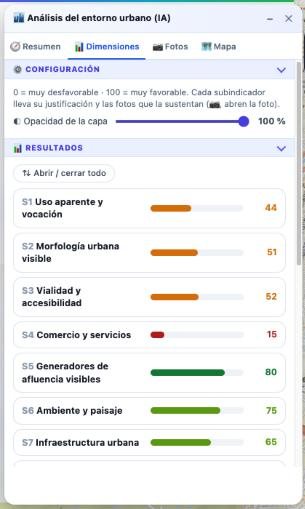 Análisis del entorno urbano (IA)
Resumen
Dimensiones
Fotos
Mapa
CONFIGURACIÓN
0 = muy desfavorable · 100 = muy favorable. Cada subindicador
lleva su justificación y las fotos que la sustentan (📷, abren la foto).
Opacidad de la capa
100 %
RESULTADOS
⇅ Abrir / cerrar todo
S1 Uso aparente y
vocación
44
S2 Morfología urbana
visible
51
S3 Vialidad y
accesibilidad
52
S4 Comercio y servicios
15
S5 Generadores de
afluencia visibles
80
S6 Ambiente y paisaje
75
S7 Infraestructura urbana
65